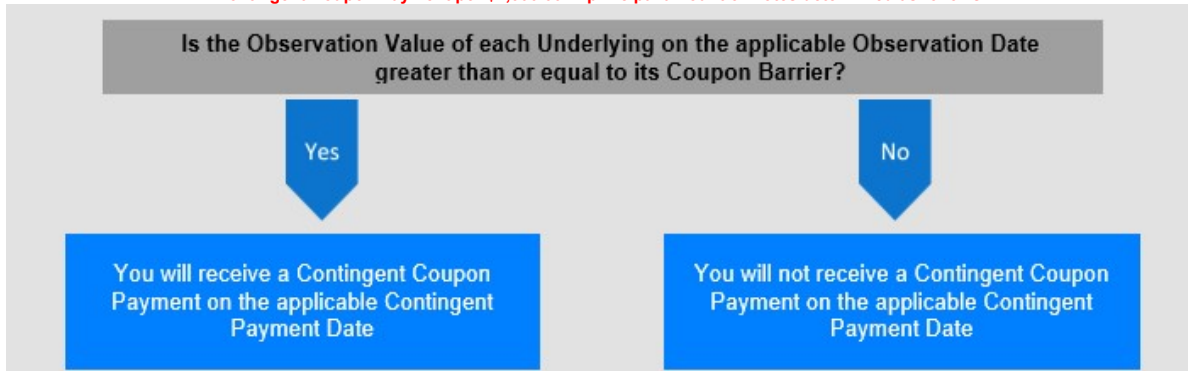 Is the Observation Value of each Underlying on the applicable Observation Date
greater than or equal to its Coupon Barrier?
Yes
No
You will receive a Contingent Coupon
Payment on the applicable Contingent
Payment Date
You will not receive a Contingent Coupon
Payment on the applicable Contingent
Payment Date